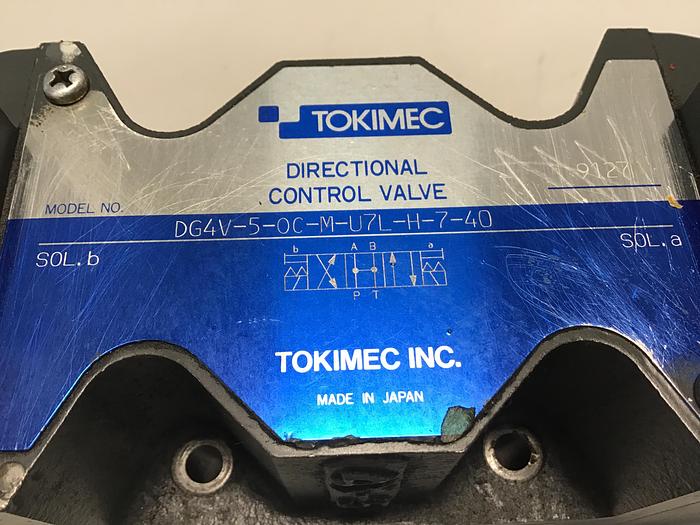 TOKIMEC
DIRECTIONAL
CONTROL VALVE
9127
MODEL NO.
DG4V-5-0C-M-U7L-H-7-40
SOL.b
SOL.a
b A B a
P T
TOKIMEC INC.
MADE IN JAPAN